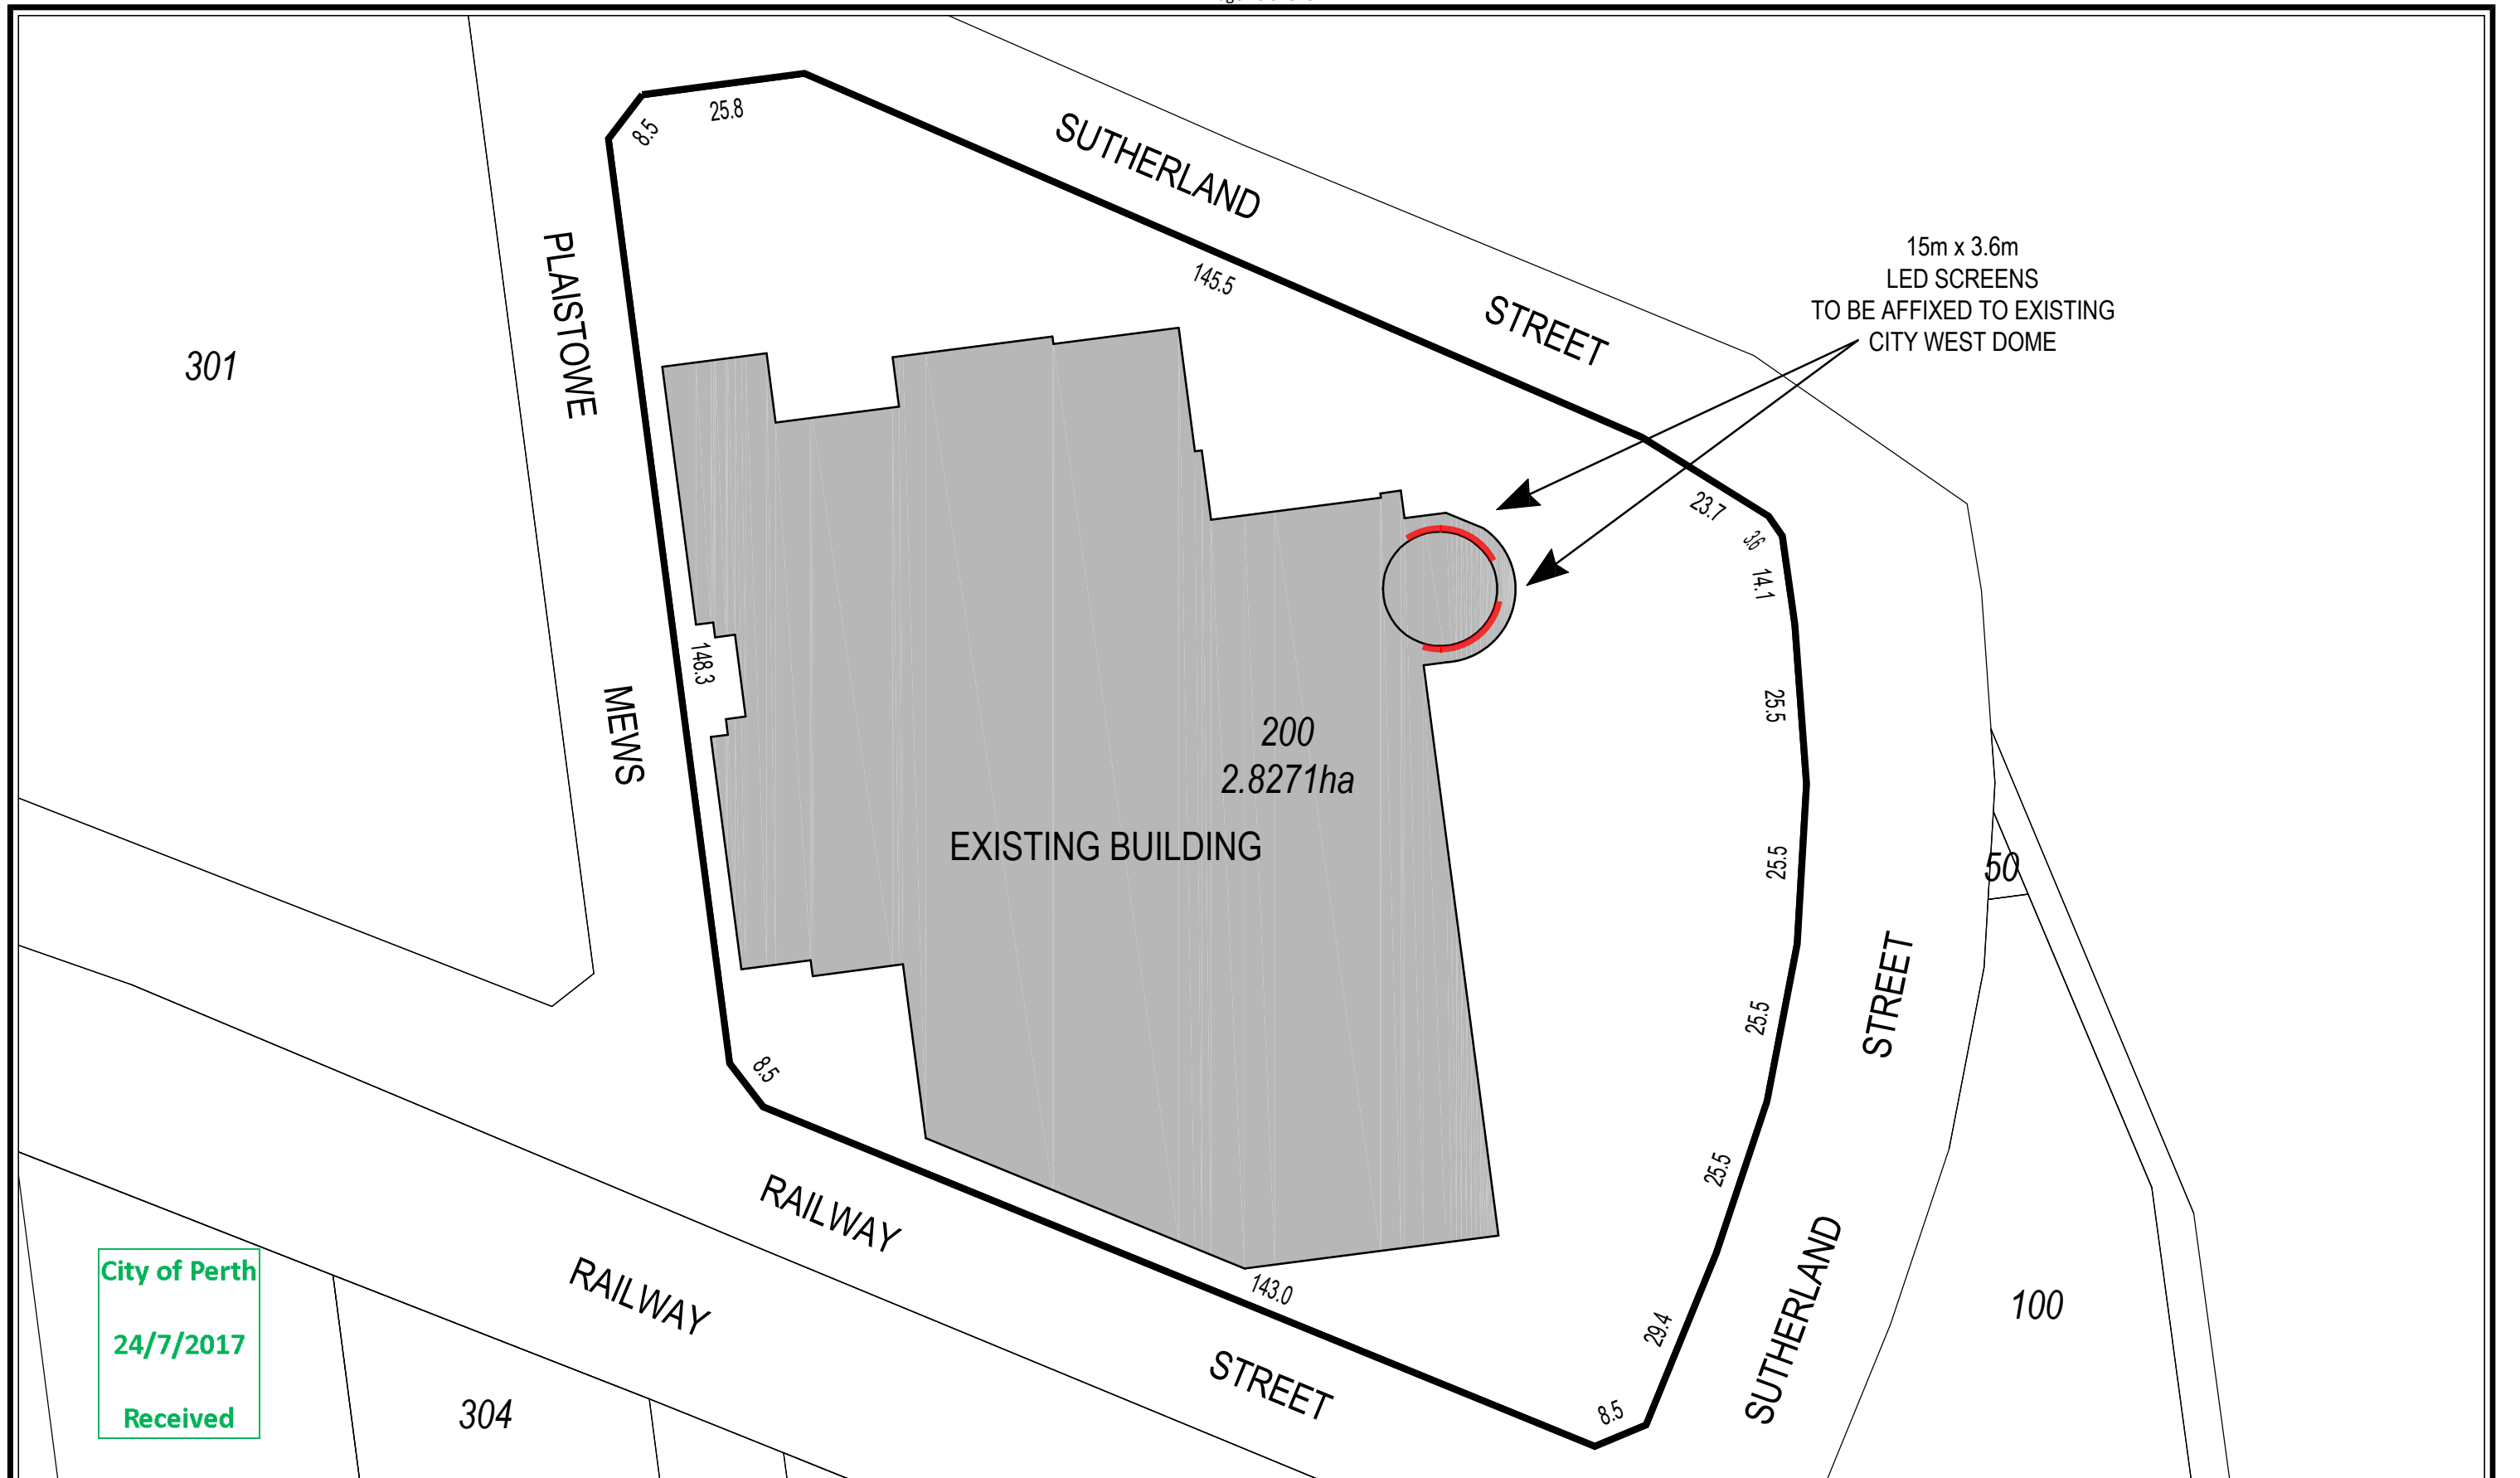 25.8
8.5
SUTHERLAND
145.5
STREET
15m x 3.6m
LED SCREENS
TO BE AFFIXED TO EXISTING
CITY WEST DOME
PLAISTOWE
301
23.7
3.6
14.1
148.3
MEWS
25.5
200
2.8271ha
EXISTING BUILDING
25.5
50
STREET
25.5
8.5
25.5
RAILWAY
RAILWAY
143.0
STREET
29.4
8.5
SUTHERLAND
100
304
City of Perth
24/7/2017
Received